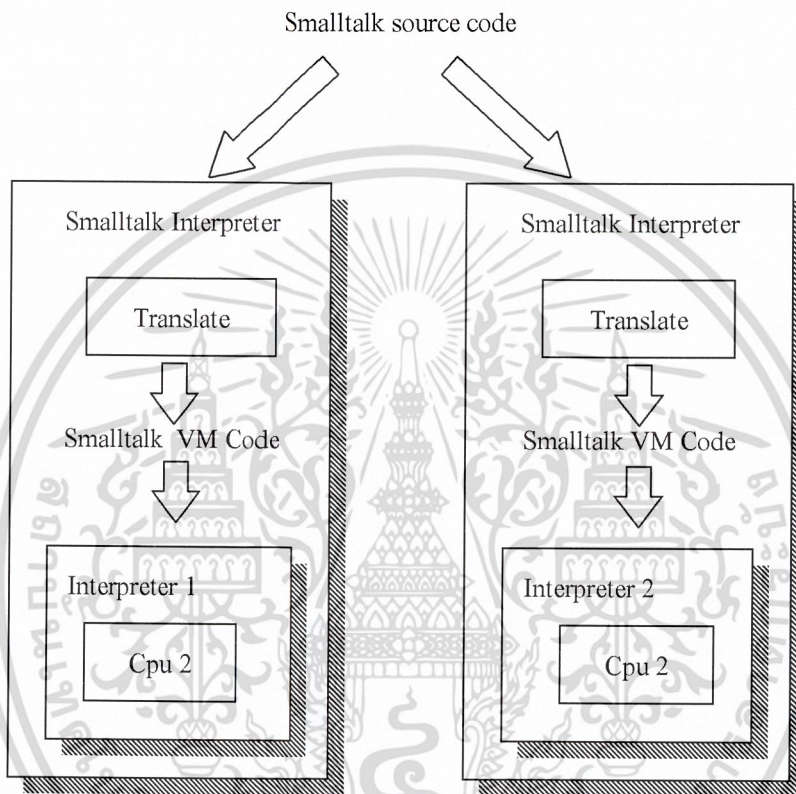 Smalltalk source code
Smalltalk Interpreter
Translate
Smalltalk VM Code
Interpreter 1
Cpu 2
Smalltalk Interpreter
Translate
Smalltalk VM Code
Interpreter 2
Cpu 2